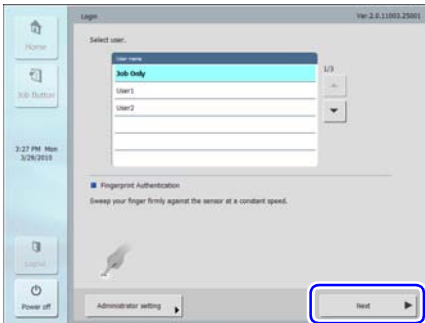 Login
Ver.2.0.11003.25001
Home
Select user.
User name
Job Only
1/3
User1
User2
Job Button
3:27 PM Mon
3/29/2010
Fingerprint Authentication
Sweep your finger firmly against the sensor at a constant speed.
Logout
Power off
Administrator setting
Next